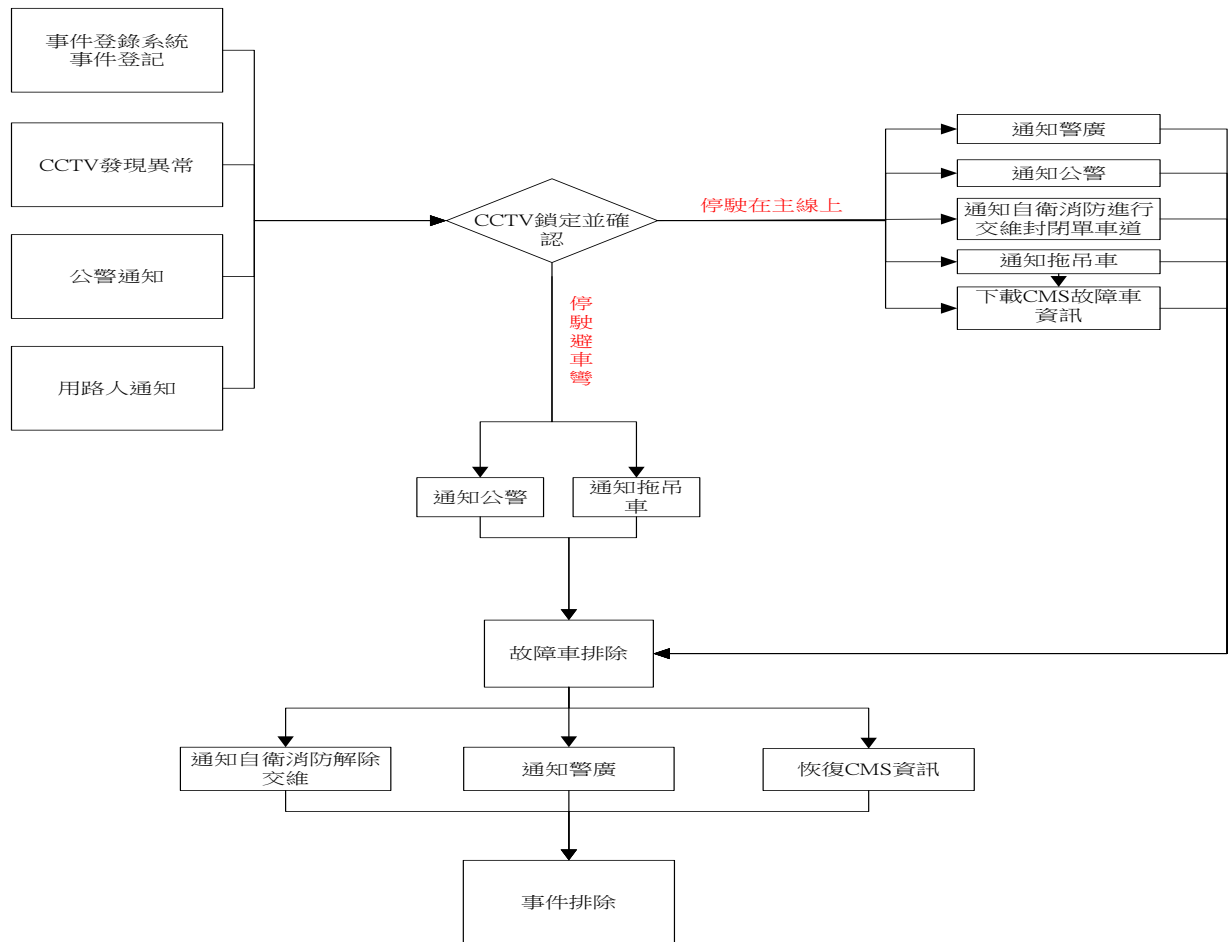 事件登錄系統
事件登記
CCTV發現異常
公警通知
用路人通知
CCTV鎖定並確
認
停駛在主線上
通知警廣
通知公警
通知自衛消防進行
交維封閉單車道
通知拖吊車
下載CMS故障車
資訊
停
駛
避
車
彎
通知公警
通知拖吊
車
故障車排除
通知自衛消防解除
交維
通知警廣
恢復CMS資訊
事件排除